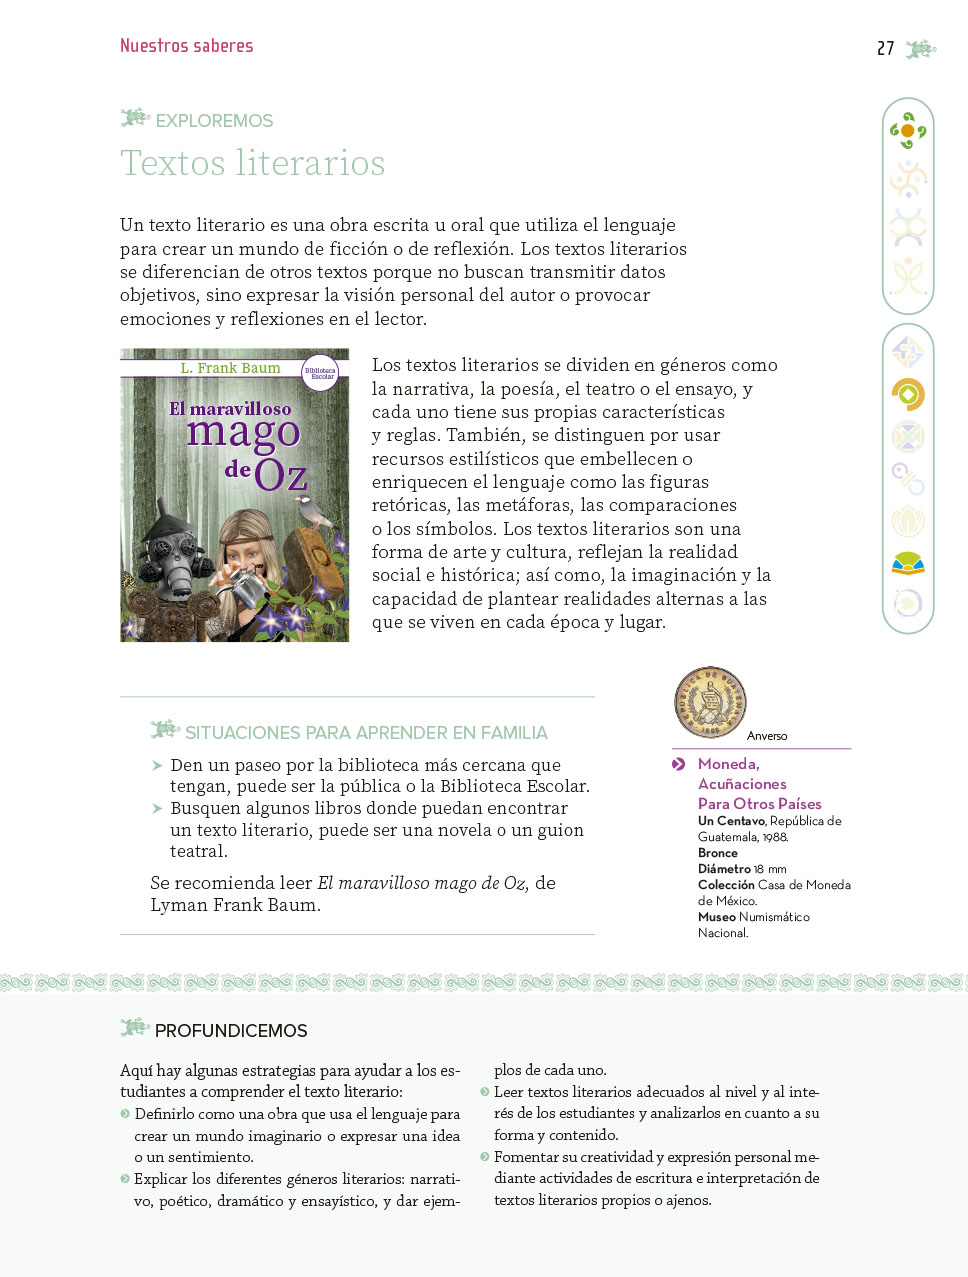 Nuestros saberes
27
EXPLOREMOS
Textos literarios
Un texto literario es una obra escrita u oral que utiliza el lenguaje
para crear un mundo de ficción o de reflexión. Los textos literarios
se diferencian de otros textos porque no buscan transmitir datos
objetivos, sino expresar la visión personal del autor o provocar
emociones y reflexiones en el lector.
L. Frank Baum
Biblioteca
Escolar
El maravilloso
mago
de Oz
Los textos literarios se dividen en géneros como
la narrativa, la poesía, el teatro o el ensayo, y
cada uno tiene sus propias características
y reglas. También, se distinguen por usar
recursos estilísticos que embellecen o
enriquecen el lenguaje como las figuras
retóricas, las metáforas, las comparaciones
o los símbolos. Los textos literarios son una
forma de arte y cultura, reflejan la realidad
social e histórica; así como, la imaginación y la
capacidad de plantear realidades alternas a las
que se viven en cada época y lugar.
SITUACIONES PARA APRENDER EN FAMILIA
Den un paseo por la biblioteca más cercana que
tengan, puede ser la pública o la Biblioteca Escolar.
Busquen algunos libros donde puedan encontrar
un texto literario, puede ser una novela o un guion
teatral.
Se recomienda leer El maravilloso mago de Oz, de
Lyman Frank Baum.
REPUBLICA DE GUATEMALA
1988
Anverso
Moneda,
Acuñaciones
Para Otros Países
Un Centavo, República de
Guatemala, 1988.
Bronce
Diámetro 18 mm
Colección Casa de Moneda
de México.
Museo Numismático
Nacional.
PROFUNDICEMOS
Aquí hay algunas estrategias para ayudar a los es-
tudiantes a comprender el texto literario:
Definirlo como una obra que usa el lenguaje para
crear un mundo imaginario o expresar una idea
o un sentimiento.
Explicar los diferentes géneros literarios: narrati-
vo, poético, dramático y ensayístico, y dar ejem-
plos de cada uno.
Leer textos literarios adecuados al nivel y al inte-
rés de los estudiantes y analizarlos en cuanto a su
forma y contenido.
Fomentar su creatividad y expresión personal me-
diante actividades de escritura e interpretación de
textos literarios propios o ajenos.